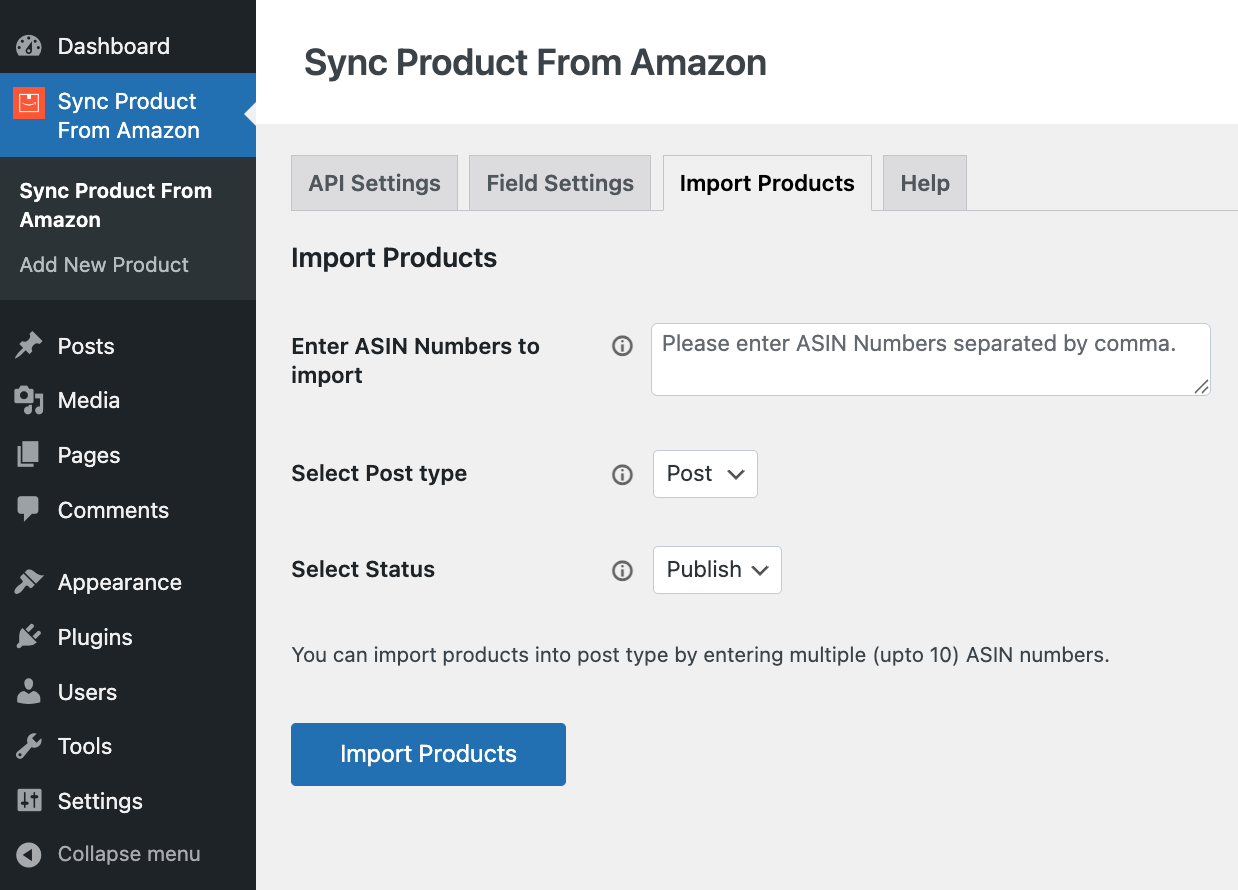 Dashboard
Sync Product
From Amazon
Sync Product From
Amazon
Add New Product
Posts
Media
Pages
Comments
Appearance
Plugins
Users
Tools
Settings
Collapse menu
Sync Product From Amazon
API Settings
Field Settings
Import Products
Help
Import Products
Enter ASIN Numbers to
import
Please enter ASIN Numbers separated by comma.
Select Post type
Post
Select Status
Publish
You can import products into post type by entering multiple (upto 10) ASIN numbers.
Import Products